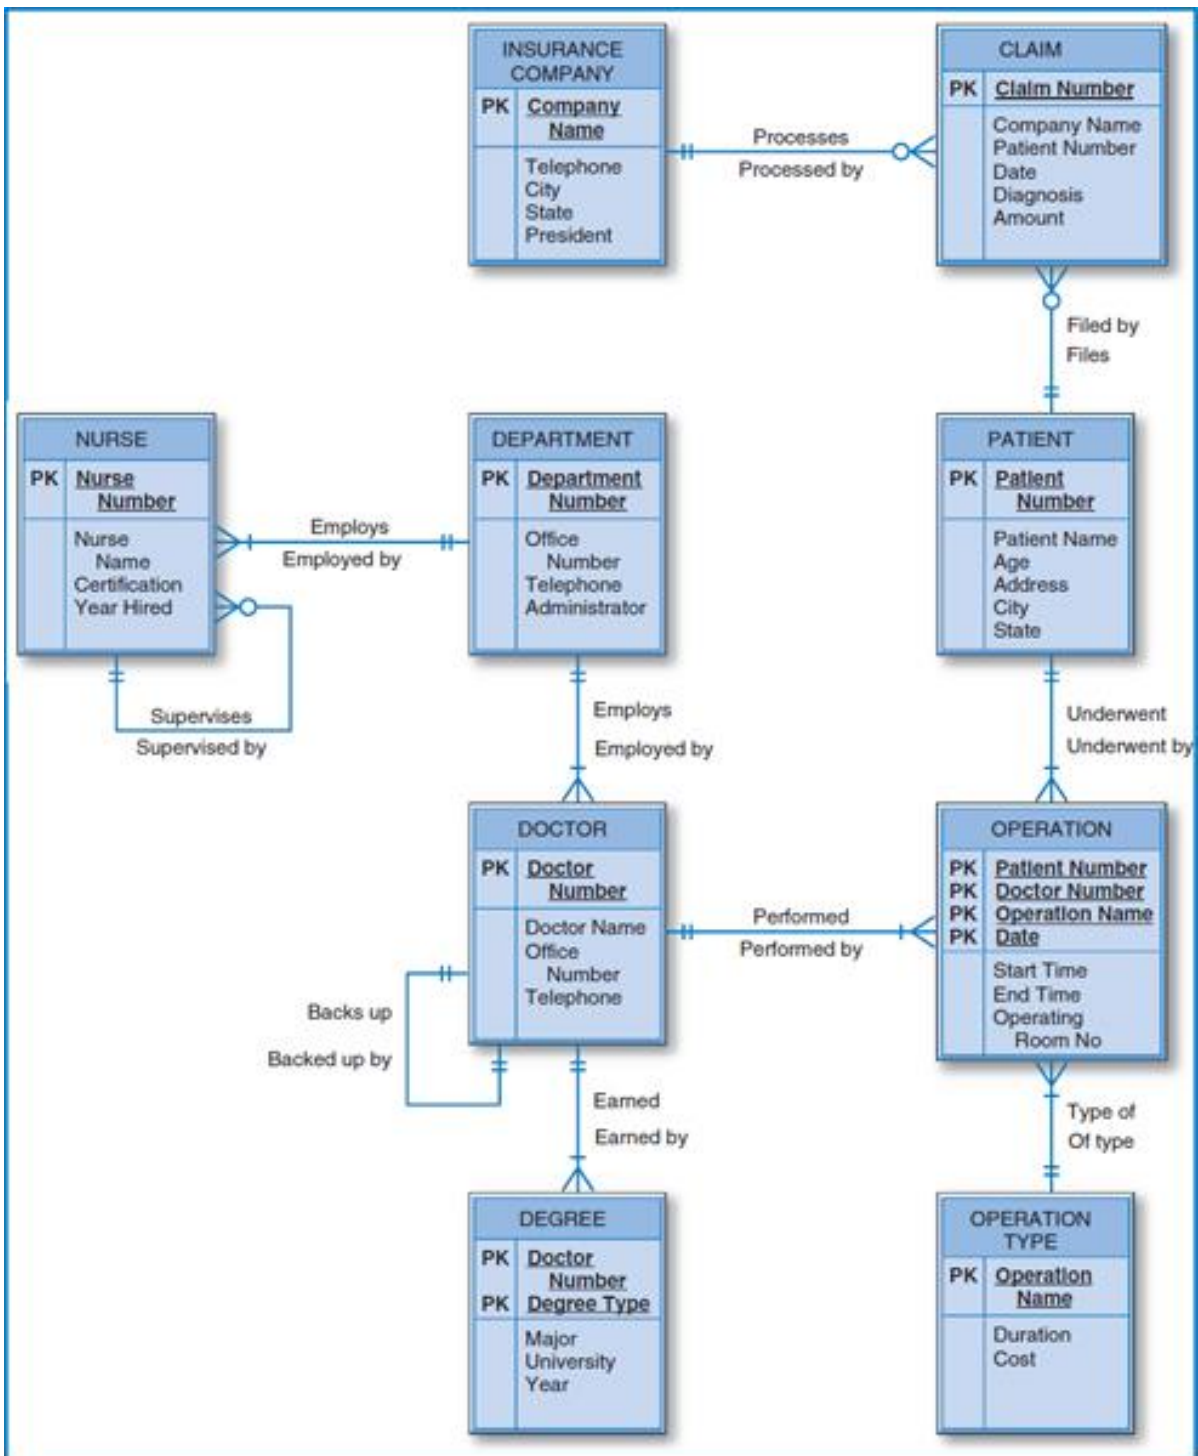 INSURANCE
COMPANY
PK Company
Name
Telephone
City
State
President
Processes
Processed by
CLAIM
PK Claim Number
Company Name
Patient Number
Date
Diagnosis
Amount
Filed by
Files
NURSE
PK Nurse
Number
Nurse
Name
Certification
Year Hired
Employs
Employed by
Supervises
Supervised by
DEPARTMENT
PK Department
Number
Office
Number
Telephone
Administrator
Employs
Employed by
PATIENT
PK Patient
Number
Patient Name
Age
Address
City
State
Underwent
Underwent by
DOCTOR
PK Doctor
Number
Doctor Name
Office
Number
Telephone
Backs up
Backed up by
Performed
Performed by
Earned
Earned by
OPERATION
PK Patient Number
PK Doctor Number
PK Operation Name
PK Date
Start Time
End Time
Operating
Room No
Type of
Of type
DEGREE
PK Doctor
Number
PK Degree Type
Major
University
Year
OPERATION
TYPE
PK Operation
Name
Duration
Cost